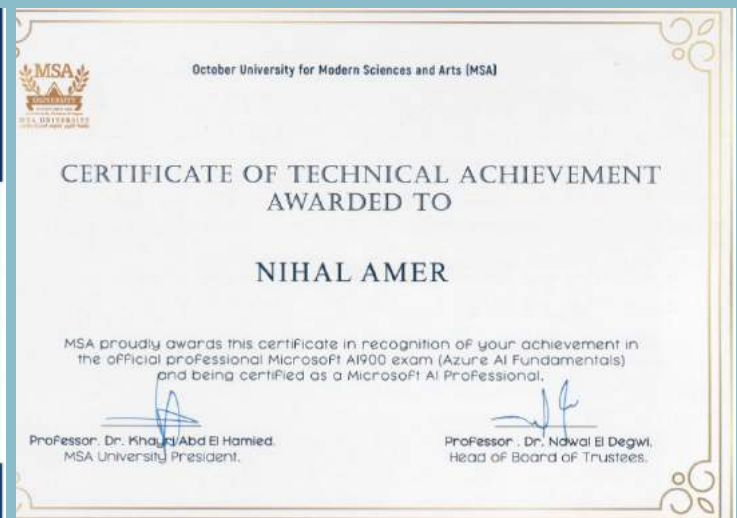 October University for Modern Sciences and Arts (MSA)
MSA
UNIVERSITY
MSA UNIVERSITY
CERTIFICATE OF TECHNICAL ACHIEVEMENT
AWARDED TO
NIHAL AMER
MSA proudly awards this certificate in recognition of your achievement in
the official professional Microsoft AI900 exam (Azure AI Fundamentals)
and being certified as a Microsoft AI Professional.
Professor. Dr. Khayri Abd El Hamied.
MSA University President.
Professor . Dr. Nawal El Degwi.
Head of Board of Trustees.